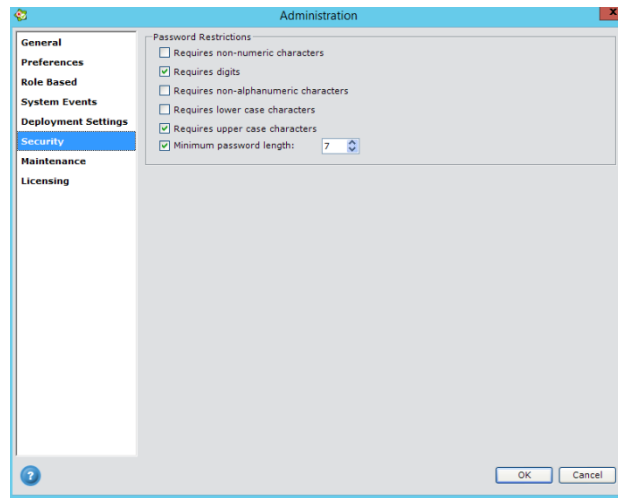 Administration
General
Preferences
Role Based
System Events
Deployment Settings
Security
Maintenance
Licensing
Password Restrictions
Requires non-numeric characters
Requires digits
Requires non-alphanumeric characters
Requires lower case characters
Requires upper case characters
Minimum password length: 7
?
OK Cancel